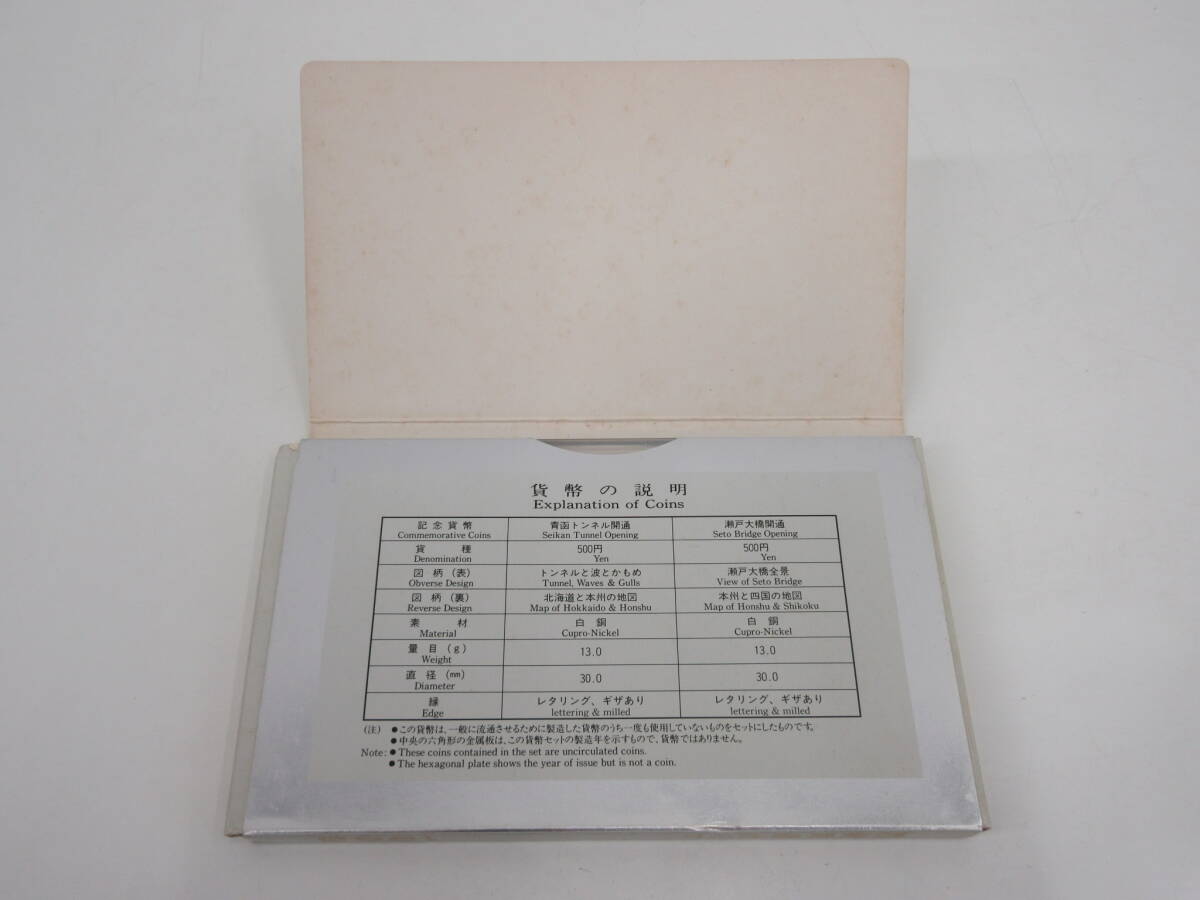 貨幣の説明
Explanation of Coins
記念貨幣 青函トンネル開通 瀬戸大橋開通
Commemorative Coins Seikan Tunnel Opening Seto Bridge Opening
貨種 500円 500円
Denomination Yen Yen
図柄(表) トンネルと波とかもめ 瀬戸大橋全景
Obverse Design Tunnel, Waves & Gulls View of Seto Bridge
図柄(裏) 北海道と本州の地図 本州と四国の地図
Reverse Design Map of Hokkaido & Honshu Map of Honshu & Shikoku
素材 白銅 白銅
Material Cupro-Nickel Cupro-Nickel
量目(g) 13.0 13.0
Weight
直径(mm) 30.0 30.0
Diameter
縁 レタリング、ギザあり レタリング、ギザあり
Edge lettering & milled lettering & milled
(注) ●この貨幣は、一般に流通させるために製造した貨幣のうち一度も使用していないものをセットにしたものです。
●中央の六角形の金属板は、この貨幣セットの製造年を示すもので、貨幣ではありません。
Note: ● These coins contained in the set are uncirculated coins.
● The hexagonal plate shows the year of issue but is not a coin.